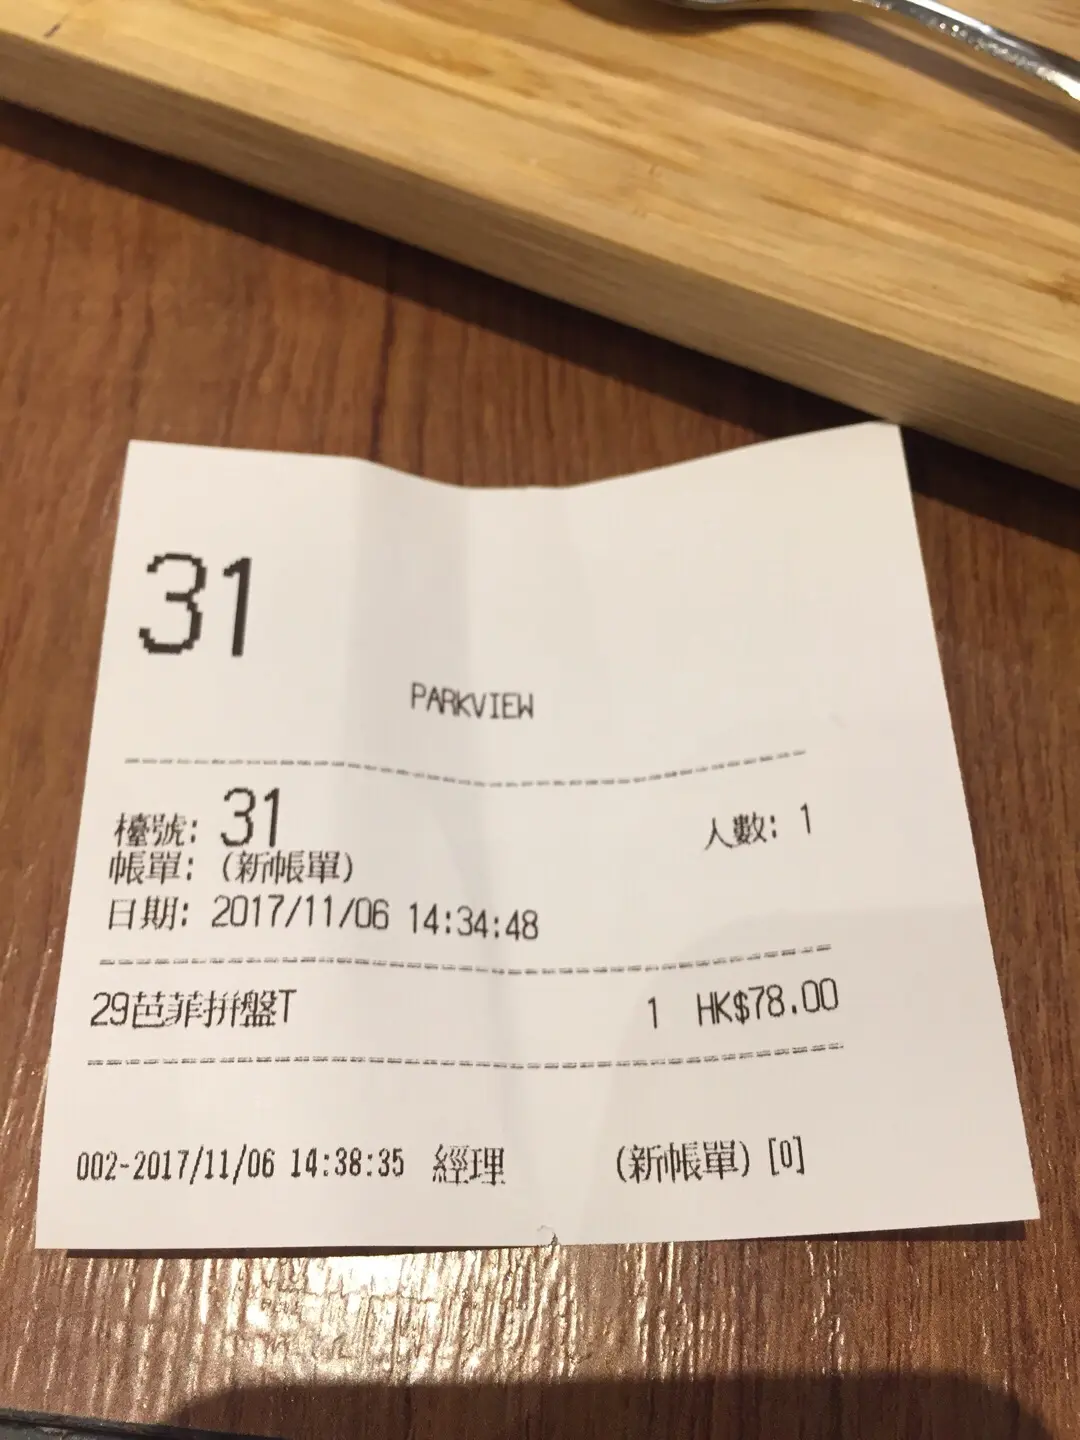 31
PARKVIEW
檯號: 31 人數: 1
帳單: (新帳單)
日期: 2017/11/06 14:34:48
29芭菲拼盤T 1 HK$78.00
002-2017/11/06 14:38:35 經理 (新帳單) [0]